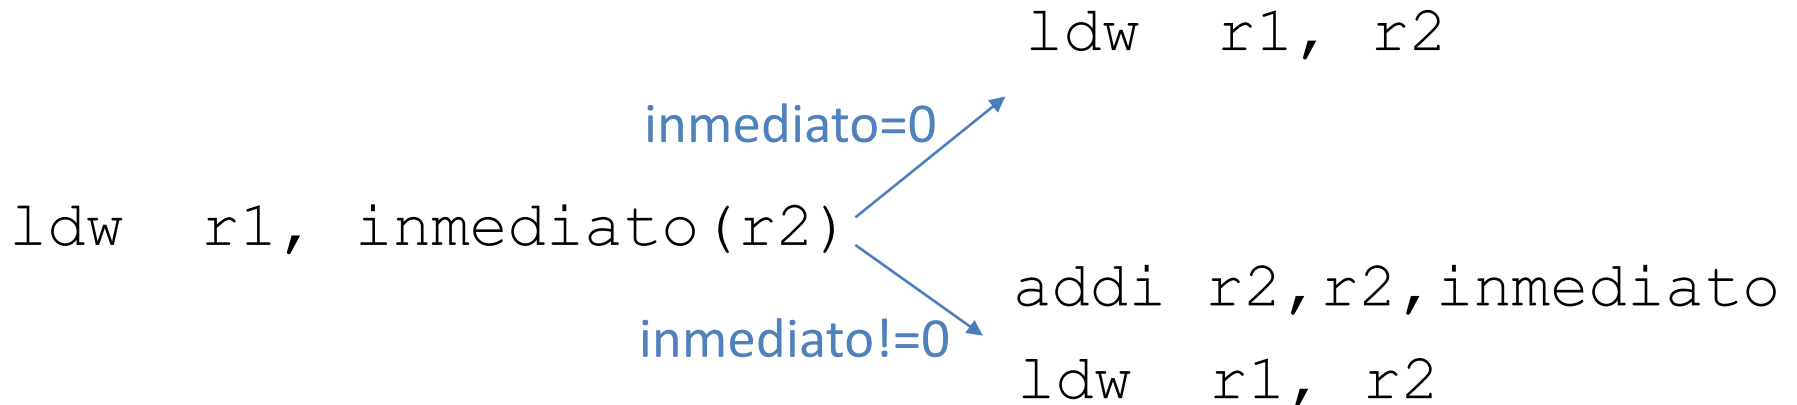 ldw  r1, r2
inmediato=0
ldw  r1, inmediato(r2)
addi r2,r2,inmediato
inmediato!=0
ldw  r1, r2